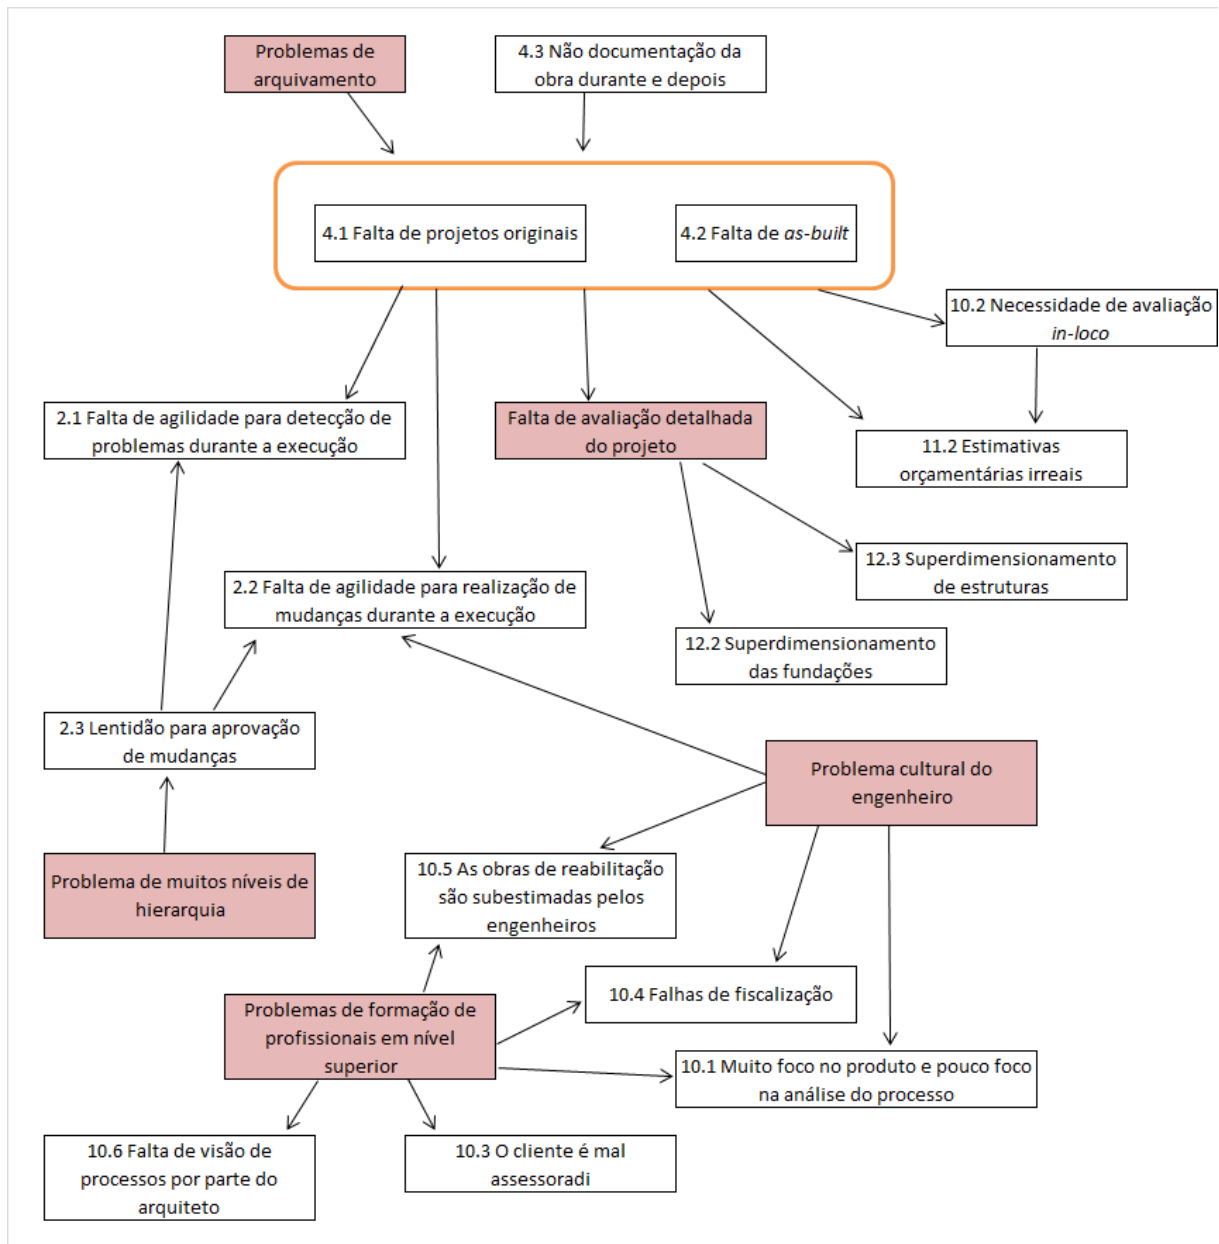 Problemas de
arquivamento
4.3 Não documentação da
obra durante e depois
4.1 Falta de projetos originais
4.2 Falta de as-built
10.2 Necessidade de avaliação
in-loco
2.1 Falta de agilidade para detecção de
problemas durante a execução
Falta de avaliação detalhada
do projeto
11.2 Estimativas
orçamentárias irreais
12.3 Superdimensionamento
de estruturas
2.2 Falta de agilidade para realização de
mudanças durante a execução
12.2 Superdimensionamento
das fundações
2.3 Lentidão para aprovação
de mudanças
Problema cultural do
engenheiro
Problema de muitos níveis de
hierarquia
10.5 As obras de reabilitação
são subestimadas pelos
engenheiros
10.4 Falhas de fiscalização
Problemas de formação de
profissionais em nível
superior
10.1 Muito foco no produto e pouco foco
na análise do processo
10.6 Falta de visão de
processos por parte do
arquiteto
10.3 O cliente é mal
assessoradi